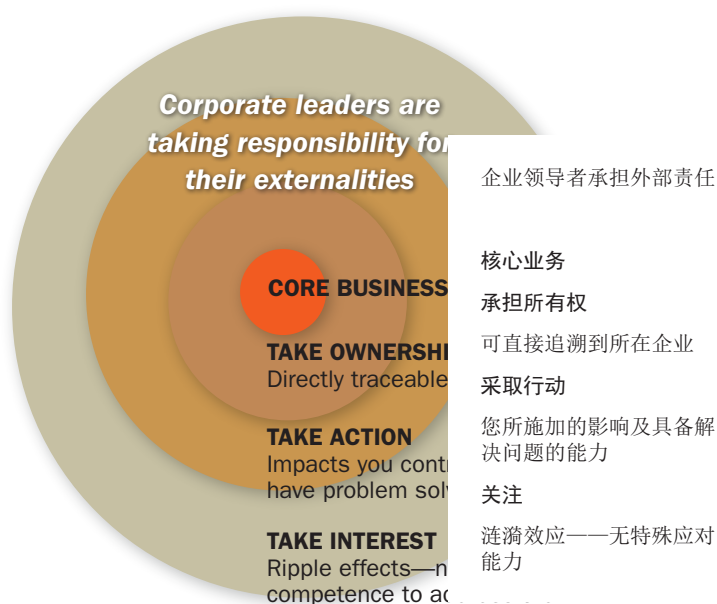 Corporate leaders are
taking responsibility for
their externalities
CORE BUSINESS
TAKE
Directly traceable
TAKE ACTION
Impacts you
have problem
TAKE INTEREST
Ripple effects—
competence to
企业领导者承担外部责任
核心业务
承担所有权
可直接追溯到所在企业
采取行动
您所施加的影响及具备解
决问题的能力
关注
涟漪效应——无特殊应对
能力